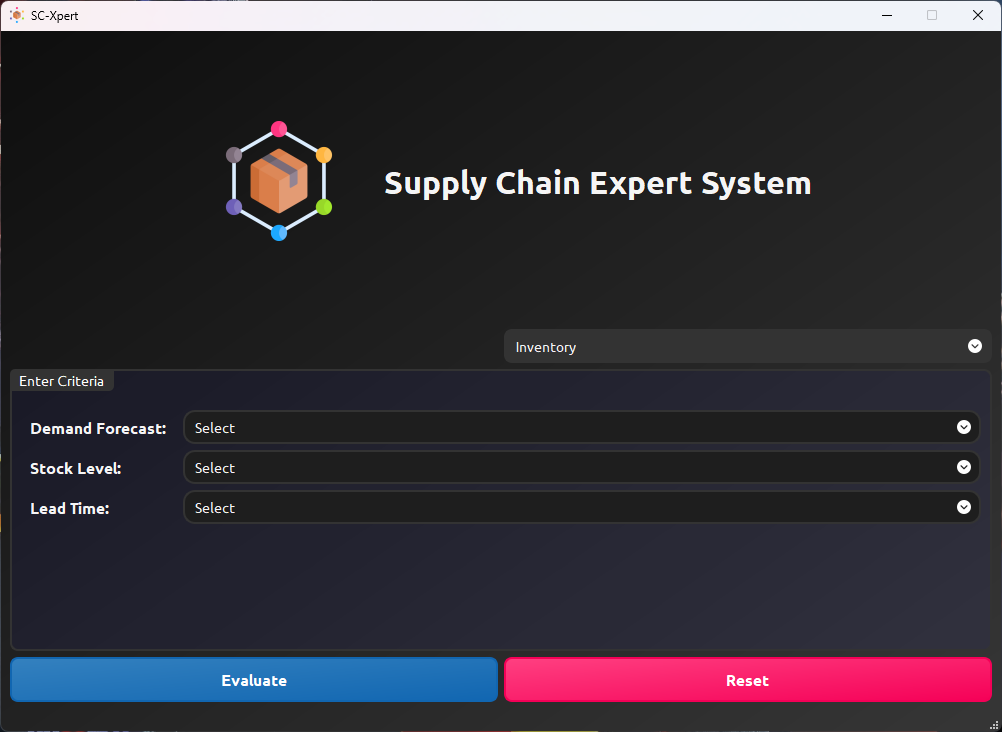 SC-Xpert
Supply Chain Expert System
Inventory
Enter Criteria
Demand Forecast: Select
Stock Level: Select
Lead Time: Select
Evaluate Reset